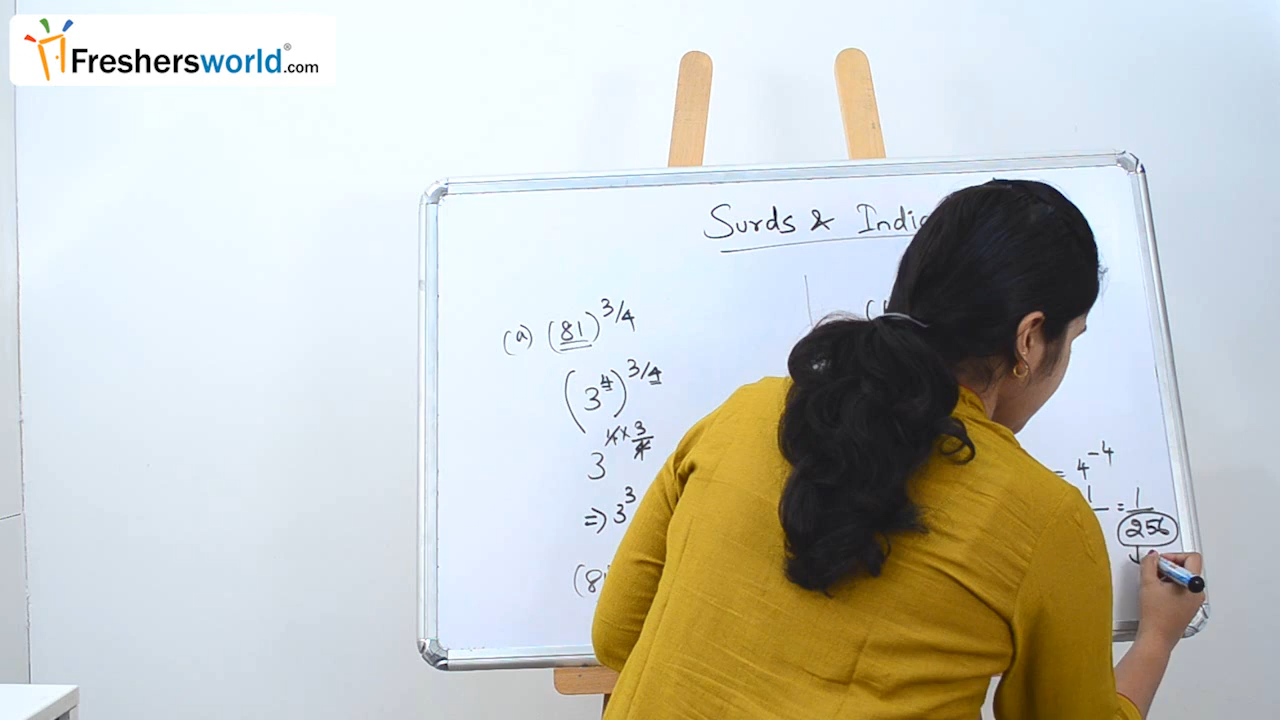 Freshersworld.com
Surds &
(a) (81)^3/4
(3^4)^3/4
3^4×3/4
=> 3^3
(8
= 4^-4
1 = 1
256